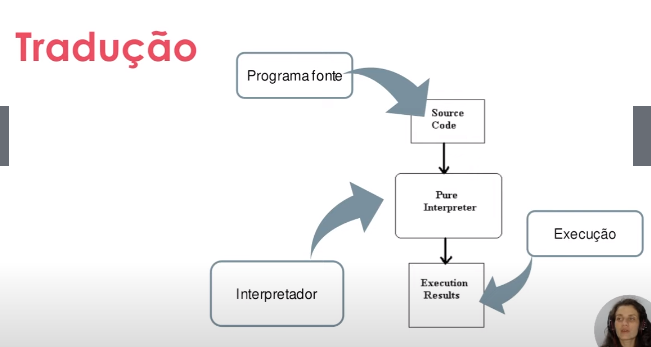 Tradução
Programa fonte
Source
Code
Pure
Interpreter
Execução
Interpretador
Execution
Results